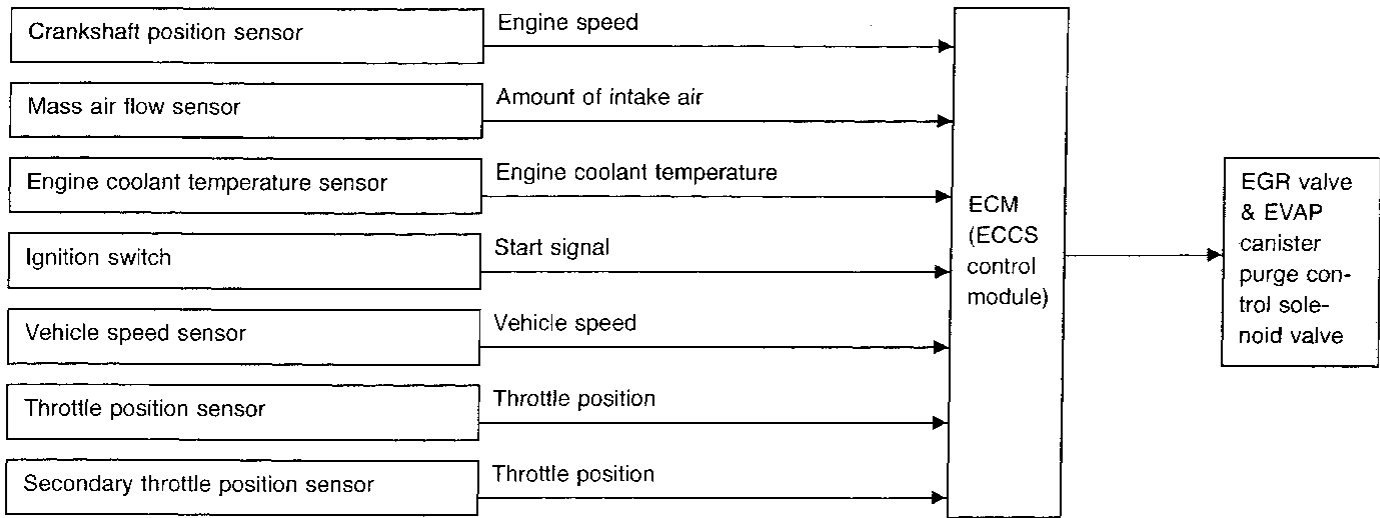 Crankshaft position sensor
Engine speed
Mass air flow sensor
Amount of intake air
Engine coolant temperature sensor
Engine coolant temperature
Ignition switch
Start signal
Vehicle speed sensor
Vehicle speed
Throttle position sensor
Throttle position
Secondary throttle position sensor
Throttle position
ECM
(ECCS
control
module)
EGR valve
& EVAP
canister
purge con-
trol sole-
noid valve